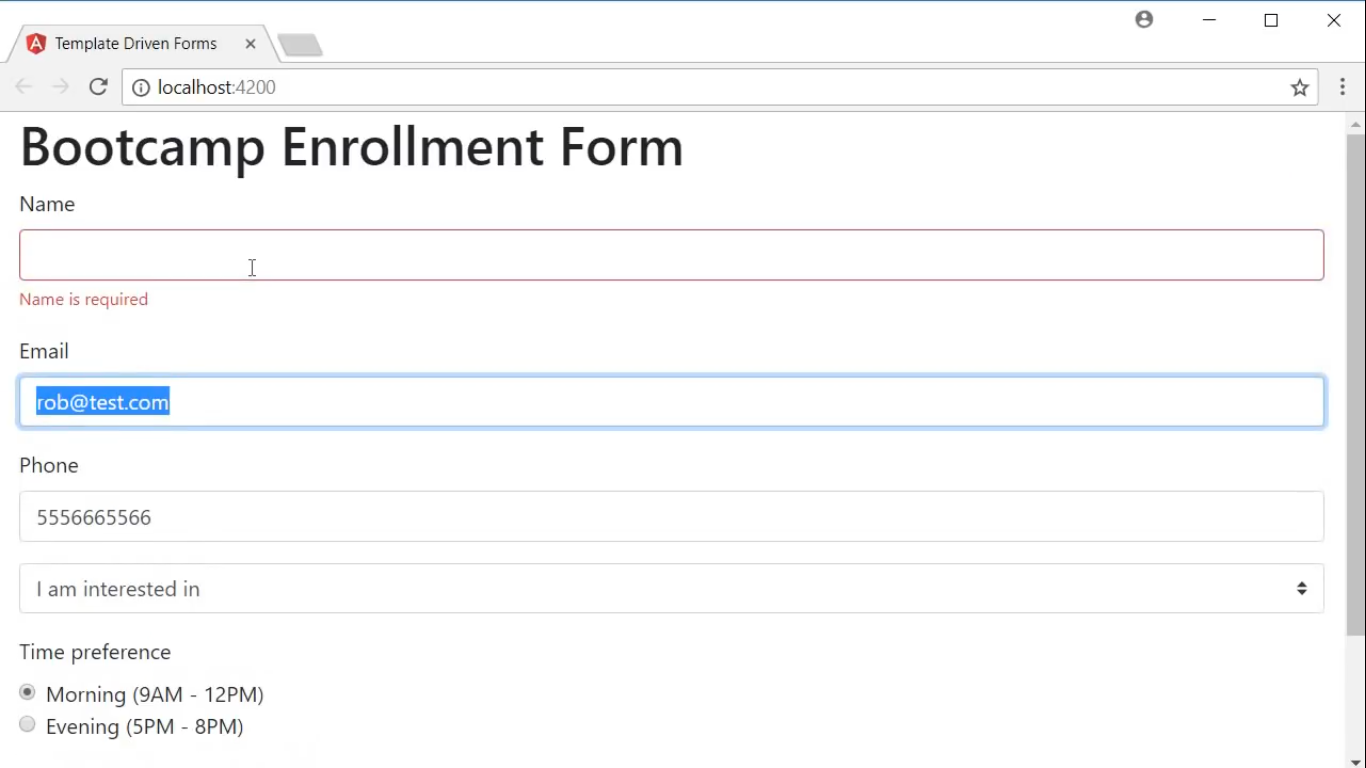 Template Driven Forms
localhost:4200
Bootcamp Enrollment Form
Name
Name is required
Email
rob@test.com
Phone
5556665566
I am interested in
Time preference
Morning (9AM - 12PM)
Evening (5PM - 8PM)